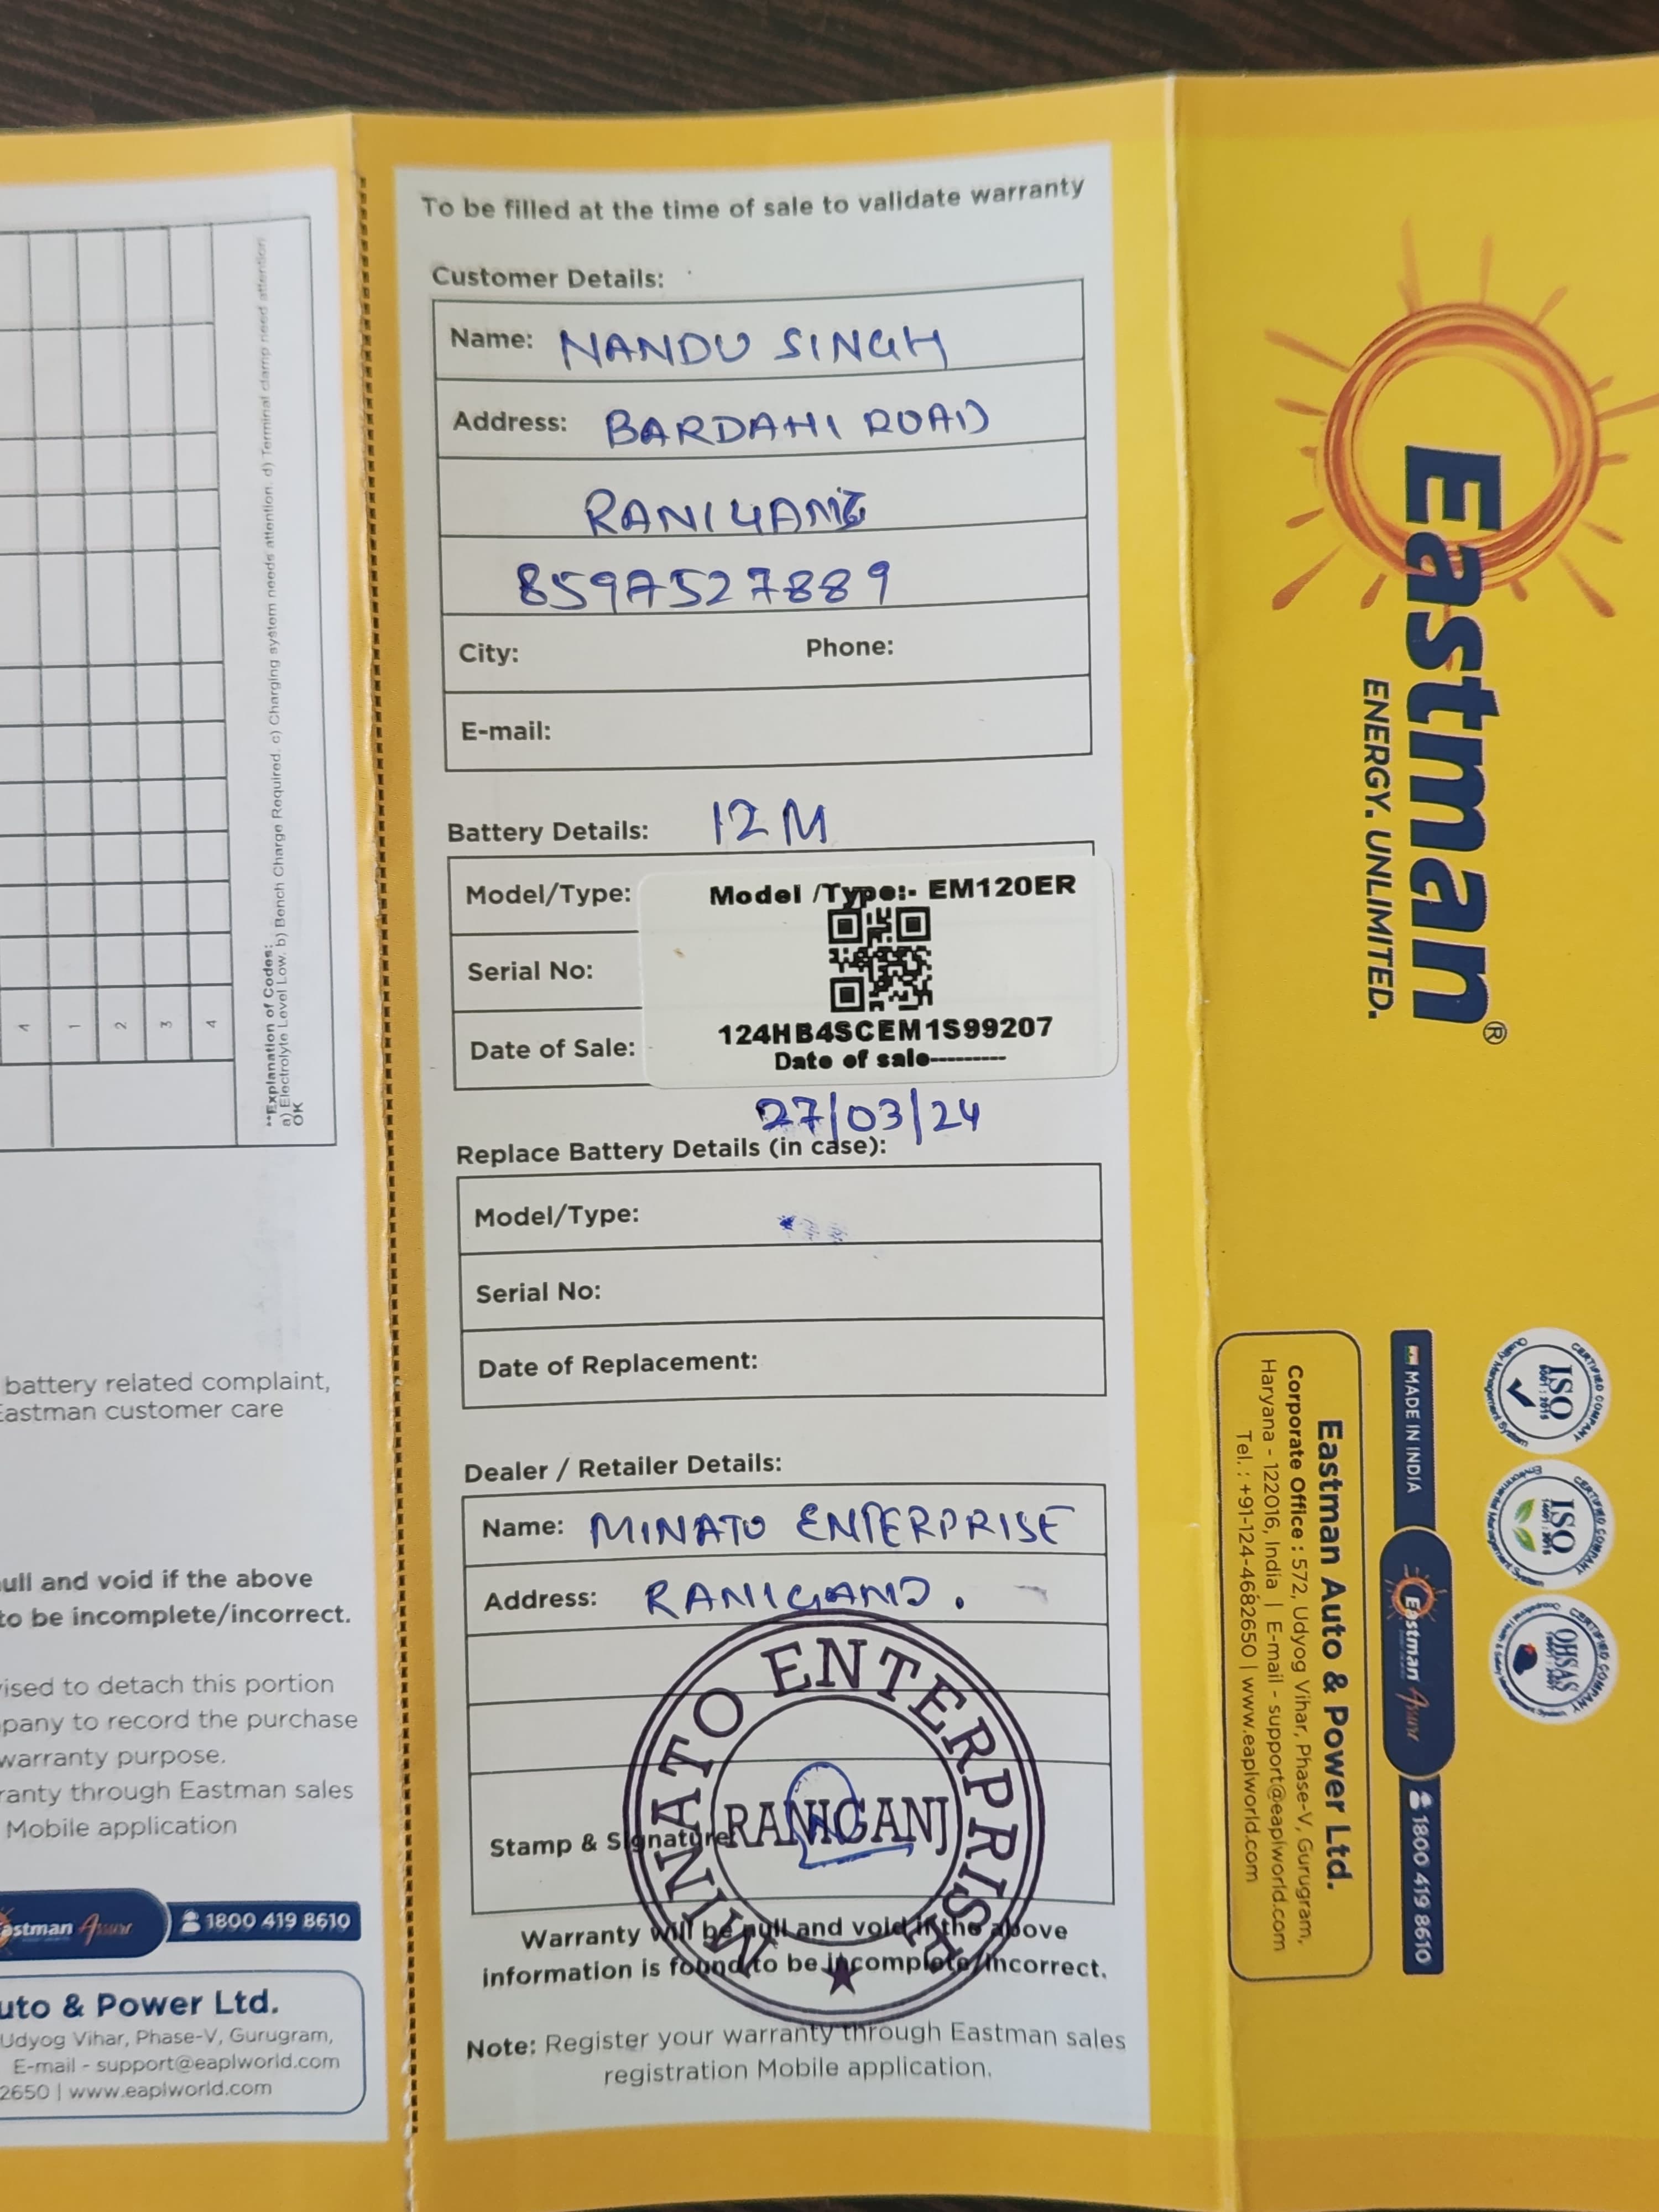 To be filled at the time of sale to validate warranty
Customer Details:
Name: NANDU SINGH
Address: BARDAHI ROAD
RANIGANJ
8597527889
City: Phone:
E-mail:
Battery Details: 12M
Model/Type:
Serial No:
Date of Sale:
Model /Type:- EM120ER
124HB4SCEM1S99207
Date of sale---------
27/03/24
Replace Battery Details (in case):
Model/Type:
Serial No:
Date of Replacement:
Dealer / Retailer Details:
Name: MINATO ENTERPRISE
Address: RANIGANJ.
Stamp & Signature
MINATO ENTERPRISE
RANIGANJ
Warranty will be null and void if the above
information is found to be incomplete/incorrect.
Note: Register your warranty through Eastman sales
registration Mobile application.
4
1
2
3
4
**Explanation of Codes:
a) Electrolyte Level Low. b) Bench Charge Required. c) Charging system needs attention. d) Terminal clamp need attention
OK
battery related complaint,
Eastman customer care
null and void if the above
to be incomplete/incorrect.
vised to detach this portion
pany to record the purchase
warranty purpose.
ranty through Eastman sales
Mobile application
Eastman Assure 1800 419 8610
uto & Power Ltd.
Udyog Vihar, Phase-V, Gurugram,
E-mail - support@eaplworld.com
2650 | www.eaplworld.com
Eastman®
ENERGY. UNLIMITED.
CERTIFIED COMPANY
ISO
9001 : 2015
Quality Management System
CERTIFIED COMPANY
ISO
14001 : 2015
Environmental Management System
CERTIFIED COMPANY
OHSAS
MADE IN INDIA
Eastman Assure
1800 419 8610
Eastman Auto & Power Ltd.
Corporate Office : 572, Udyog Vihar, Phase-V, Gurugram,
Haryana - 122016, India | E-mail - support@eaplworld.com
Tel. : +91-124-4682650 | www.eaplworld.com